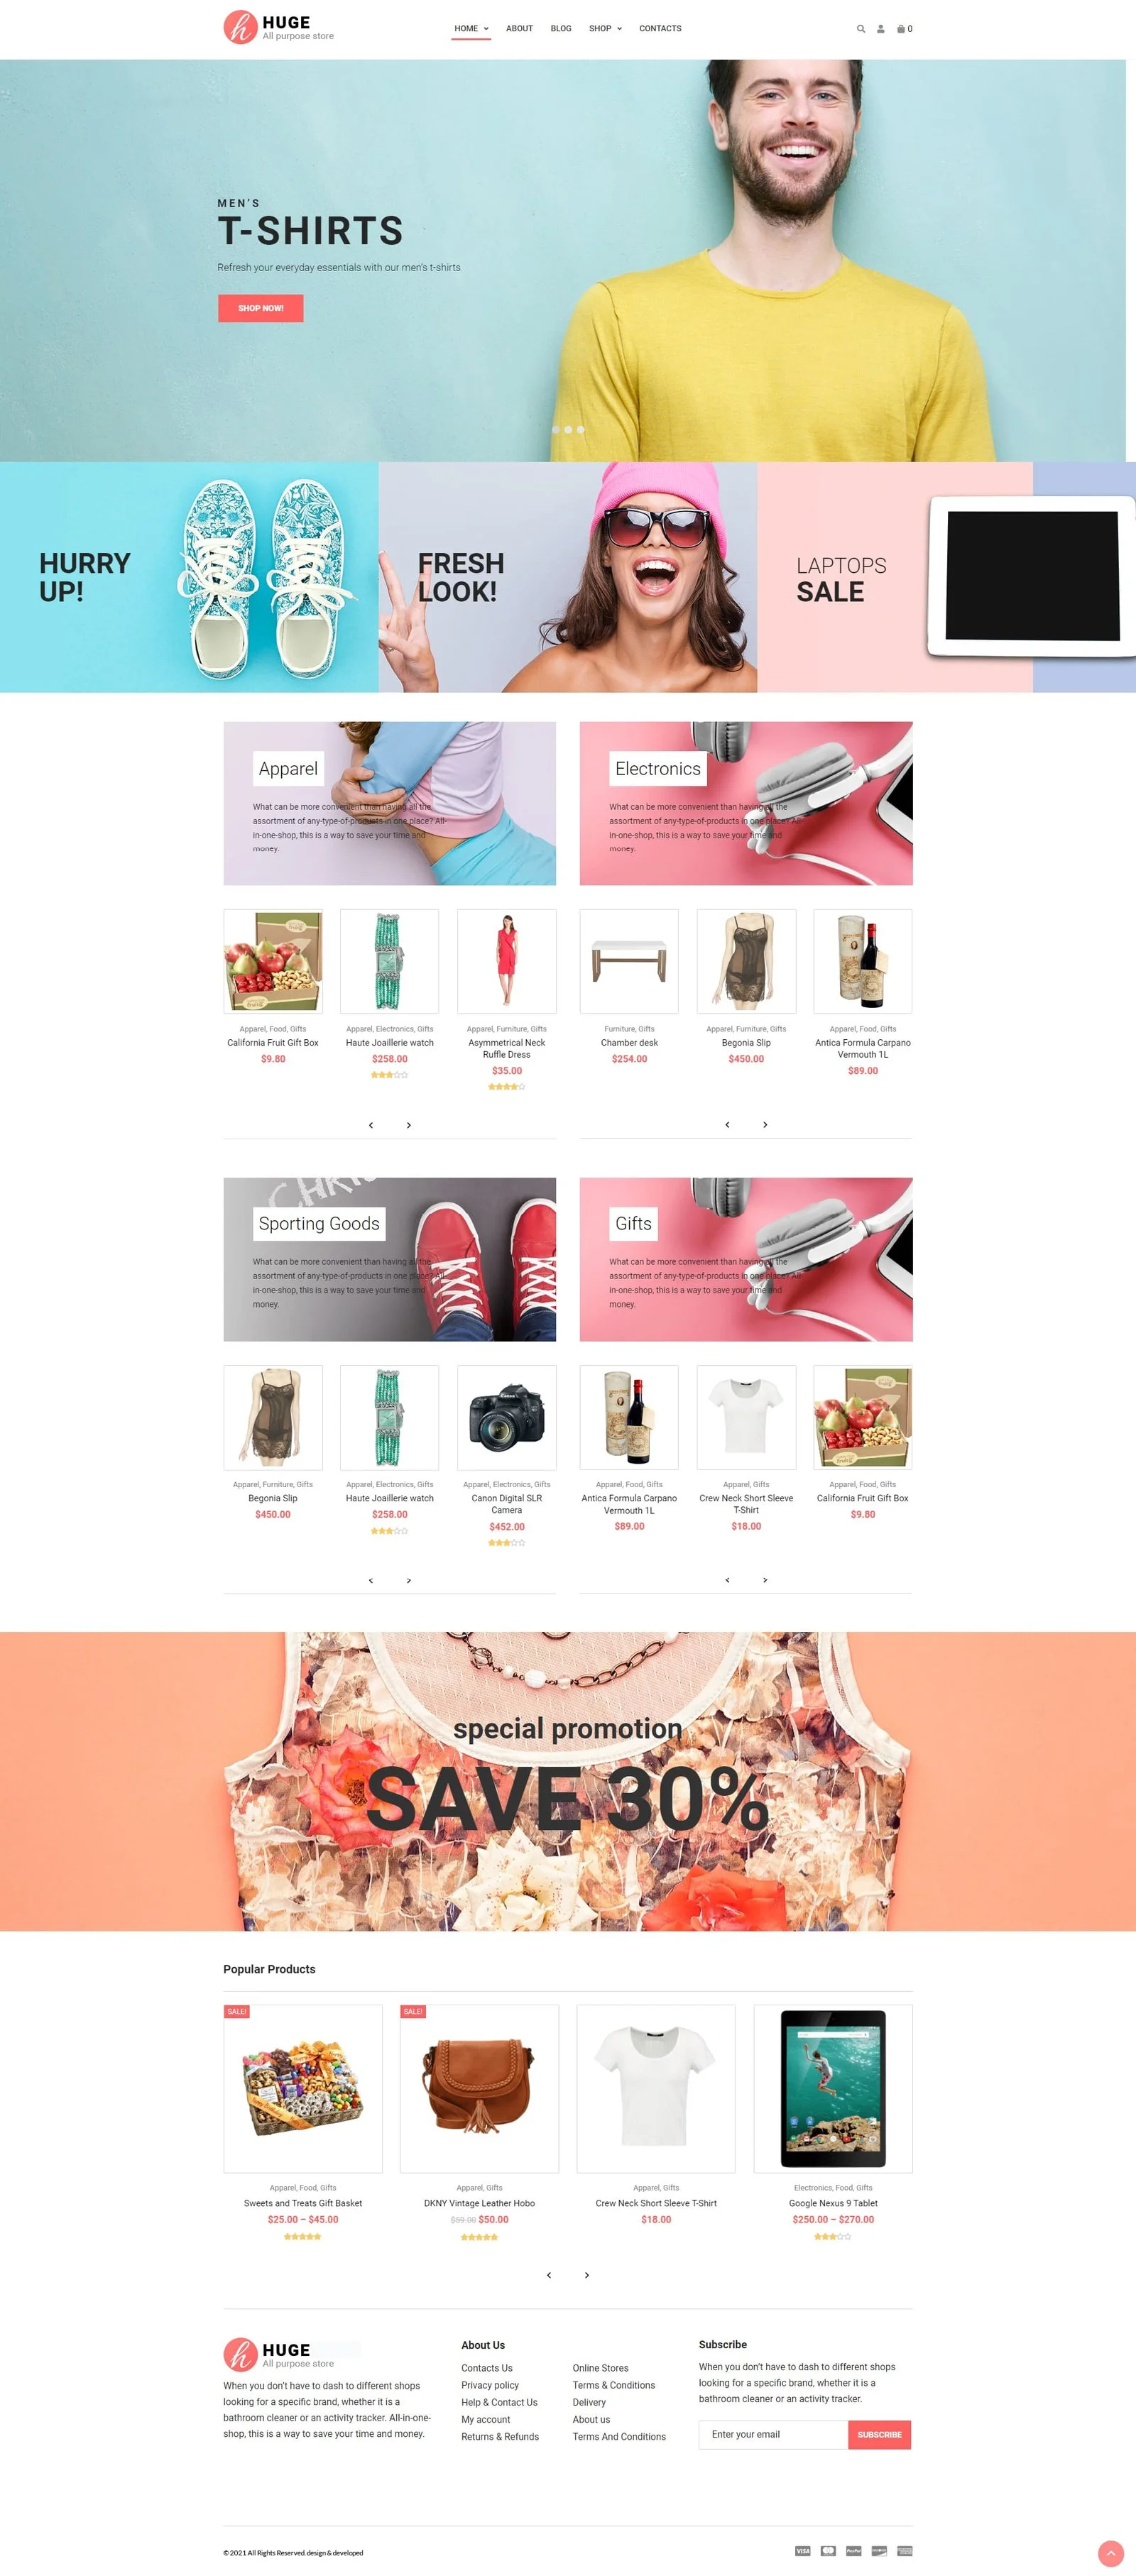 HUGE
All purpose store
HOME
ABOUT
BLOG
SHOP
CONTACTS
0
MEN'S
T-SHIRTS
Refresh your everyday essentials with our men's t-shirts
SHOP NOW!
HURRY
UP!
FRESH
LOOK!
LAPTOPS
SALE
Apparel
What can be more convenient than having all the
assortment of any-type-of-products in one place? All-
in-one-shop, this is a way to save your time and
money.
Electronics
What can be more convenient than having all the
assortment of any-type-of-products in one place? All-
in-one-shop, this is a way to save your time and
money.
Apparel, Food, Gifts
California Fruit Gift Box
$9.80
Apparel, Electronics, Gifts
Haute Joaillerie watch
$258.00
Apparel, Furniture, Gifts
Asymmetrical Neck
Ruffle Dress
$35.00
Furniture, Gifts
Chamber desk
$254.00
Apparel, Furniture, Gifts
Begonia Slip
$450.00
Apparel, Food, Gifts
Antica Formula Carpano
Vermouth 1L
$89.00
Sporting Goods
What can be more convenient than having all the
assortment of any-type-of-products in one place? All-
in-one-shop, this is a way to save your time and
money.
Gifts
What can be more convenient than having all the
assortment of any-type-of-products in one place? All-
in-one-shop, this is a way to save your time and
money.
Apparel, Furniture, Gifts
Begonia Slip
$450.00
Apparel, Electronics, Gifts
Haute Joaillerie watch
$258.00
Apparel, Electronics, Gifts
Canon Digital SLR
Camera
$452.00
Apparel, Food, Gifts
Antica Formula Carpano
Vermouth 1L
$89.00
Apparel, Gifts
Crew Neck Short Sleeve
T-Shirt
$18.00
Apparel, Food, Gifts
California Fruit Gift Box
$9.80
special promotion
SAVE 30%
Popular Products
SALE!
Apparel, Food, Gifts
Sweets and Treats Gift Basket
$25.00 – $45.00
SALE!
Apparel, Gifts
DKNY Vintage Leather Hobo
$59.00 $50.00
Apparel, Gifts
Crew Neck Short Sleeve T-Shirt
$18.00
Electronics, Food, Gifts
Google Nexus 9 Tablet
$250.00 – $270.00
HUGE
All purpose store
When you don't have to dash to different shops
looking for a specific brand, whether it is a
bathroom cleaner or an activity tracker. All-in-one-
shop, this is a way to save your time and money.
About Us
Contacts Us
Privacy policy
Help & Contact Us
My account
Returns & Refunds
Online Stores
Terms & Conditions
Delivery
About us
Terms And Conditions
Subscribe
When you don't have to dash to different shops
looking for a specific brand, whether it is a
bathroom cleaner or an activity tracker.
Enter your email
SUBSCRIBE
© 2021 All Rights Reserved. design & developed
VISA
PayPal